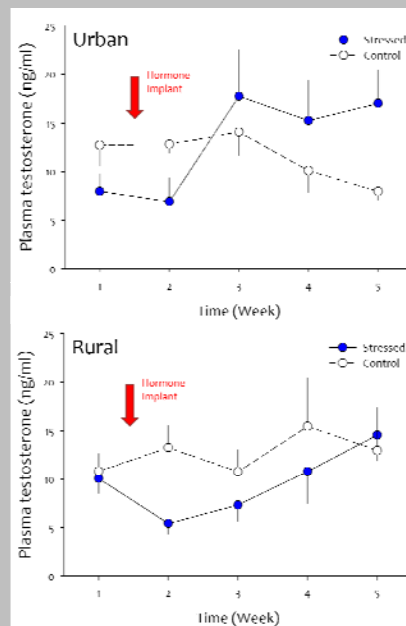 Urban
Stressed
Control
Hormone
Implant
Plasma testosterone (ng/ml)
25
20
15
10
5
0
1 2 3 4 5
Time (Week)
Rural
Stressed
Control
Hormone
Implant
Plasma testosterone (ng/ml)
25
20
15
10
5
0
1 2 3 4 5
Time (Week)